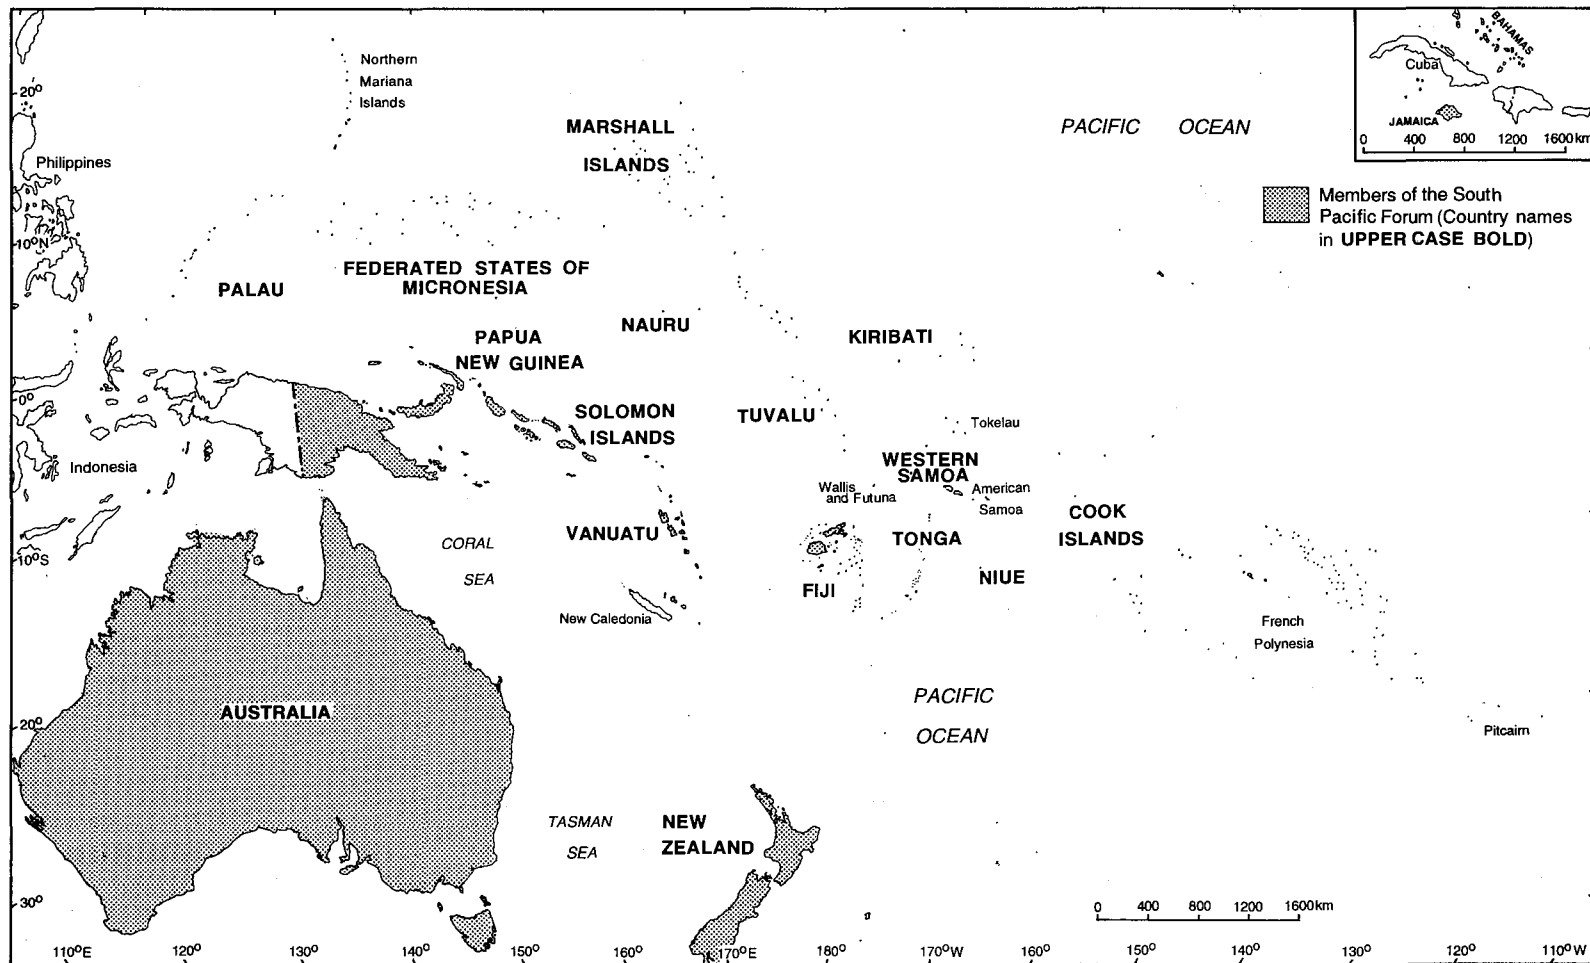 Northern
Mariana
Islands
20°
MARSHALL
ISLANDS
PACIFIC OCEAN
BAHAMAS
Cuba
JAMAICA
0 400 800 1200 1600km
Philippines
Members of the South
Pacific Forum (Country names
in UPPER CASE BOLD)
10°N
FEDERATED STATES OF
MICRONESIA
PALAU
NAURU
PAPUA
NEW GUINEA
KIRIBATI
0°
SOLOMON
ISLANDS
TUVALU
Tokelau
Indonesia
WESTERN
SAMOA
Wallis
and Futuna
American
Samoa
COOK
ISLANDS
VANUATU
TONGA
CORAL
SEA
10°S
NIUE
FIJI
New Caledonia
French
Polynesia
PACIFIC
OCEAN
AUSTRALIA
20°
Pitcairn
TASMAN
SEA
NEW
ZEALAND
30°
0 400 800 1200 1600km
110°E 120° 130° 140° 150° 160° 170°E 180° 170°W 160° 150° 140° 130° 120° 110°W